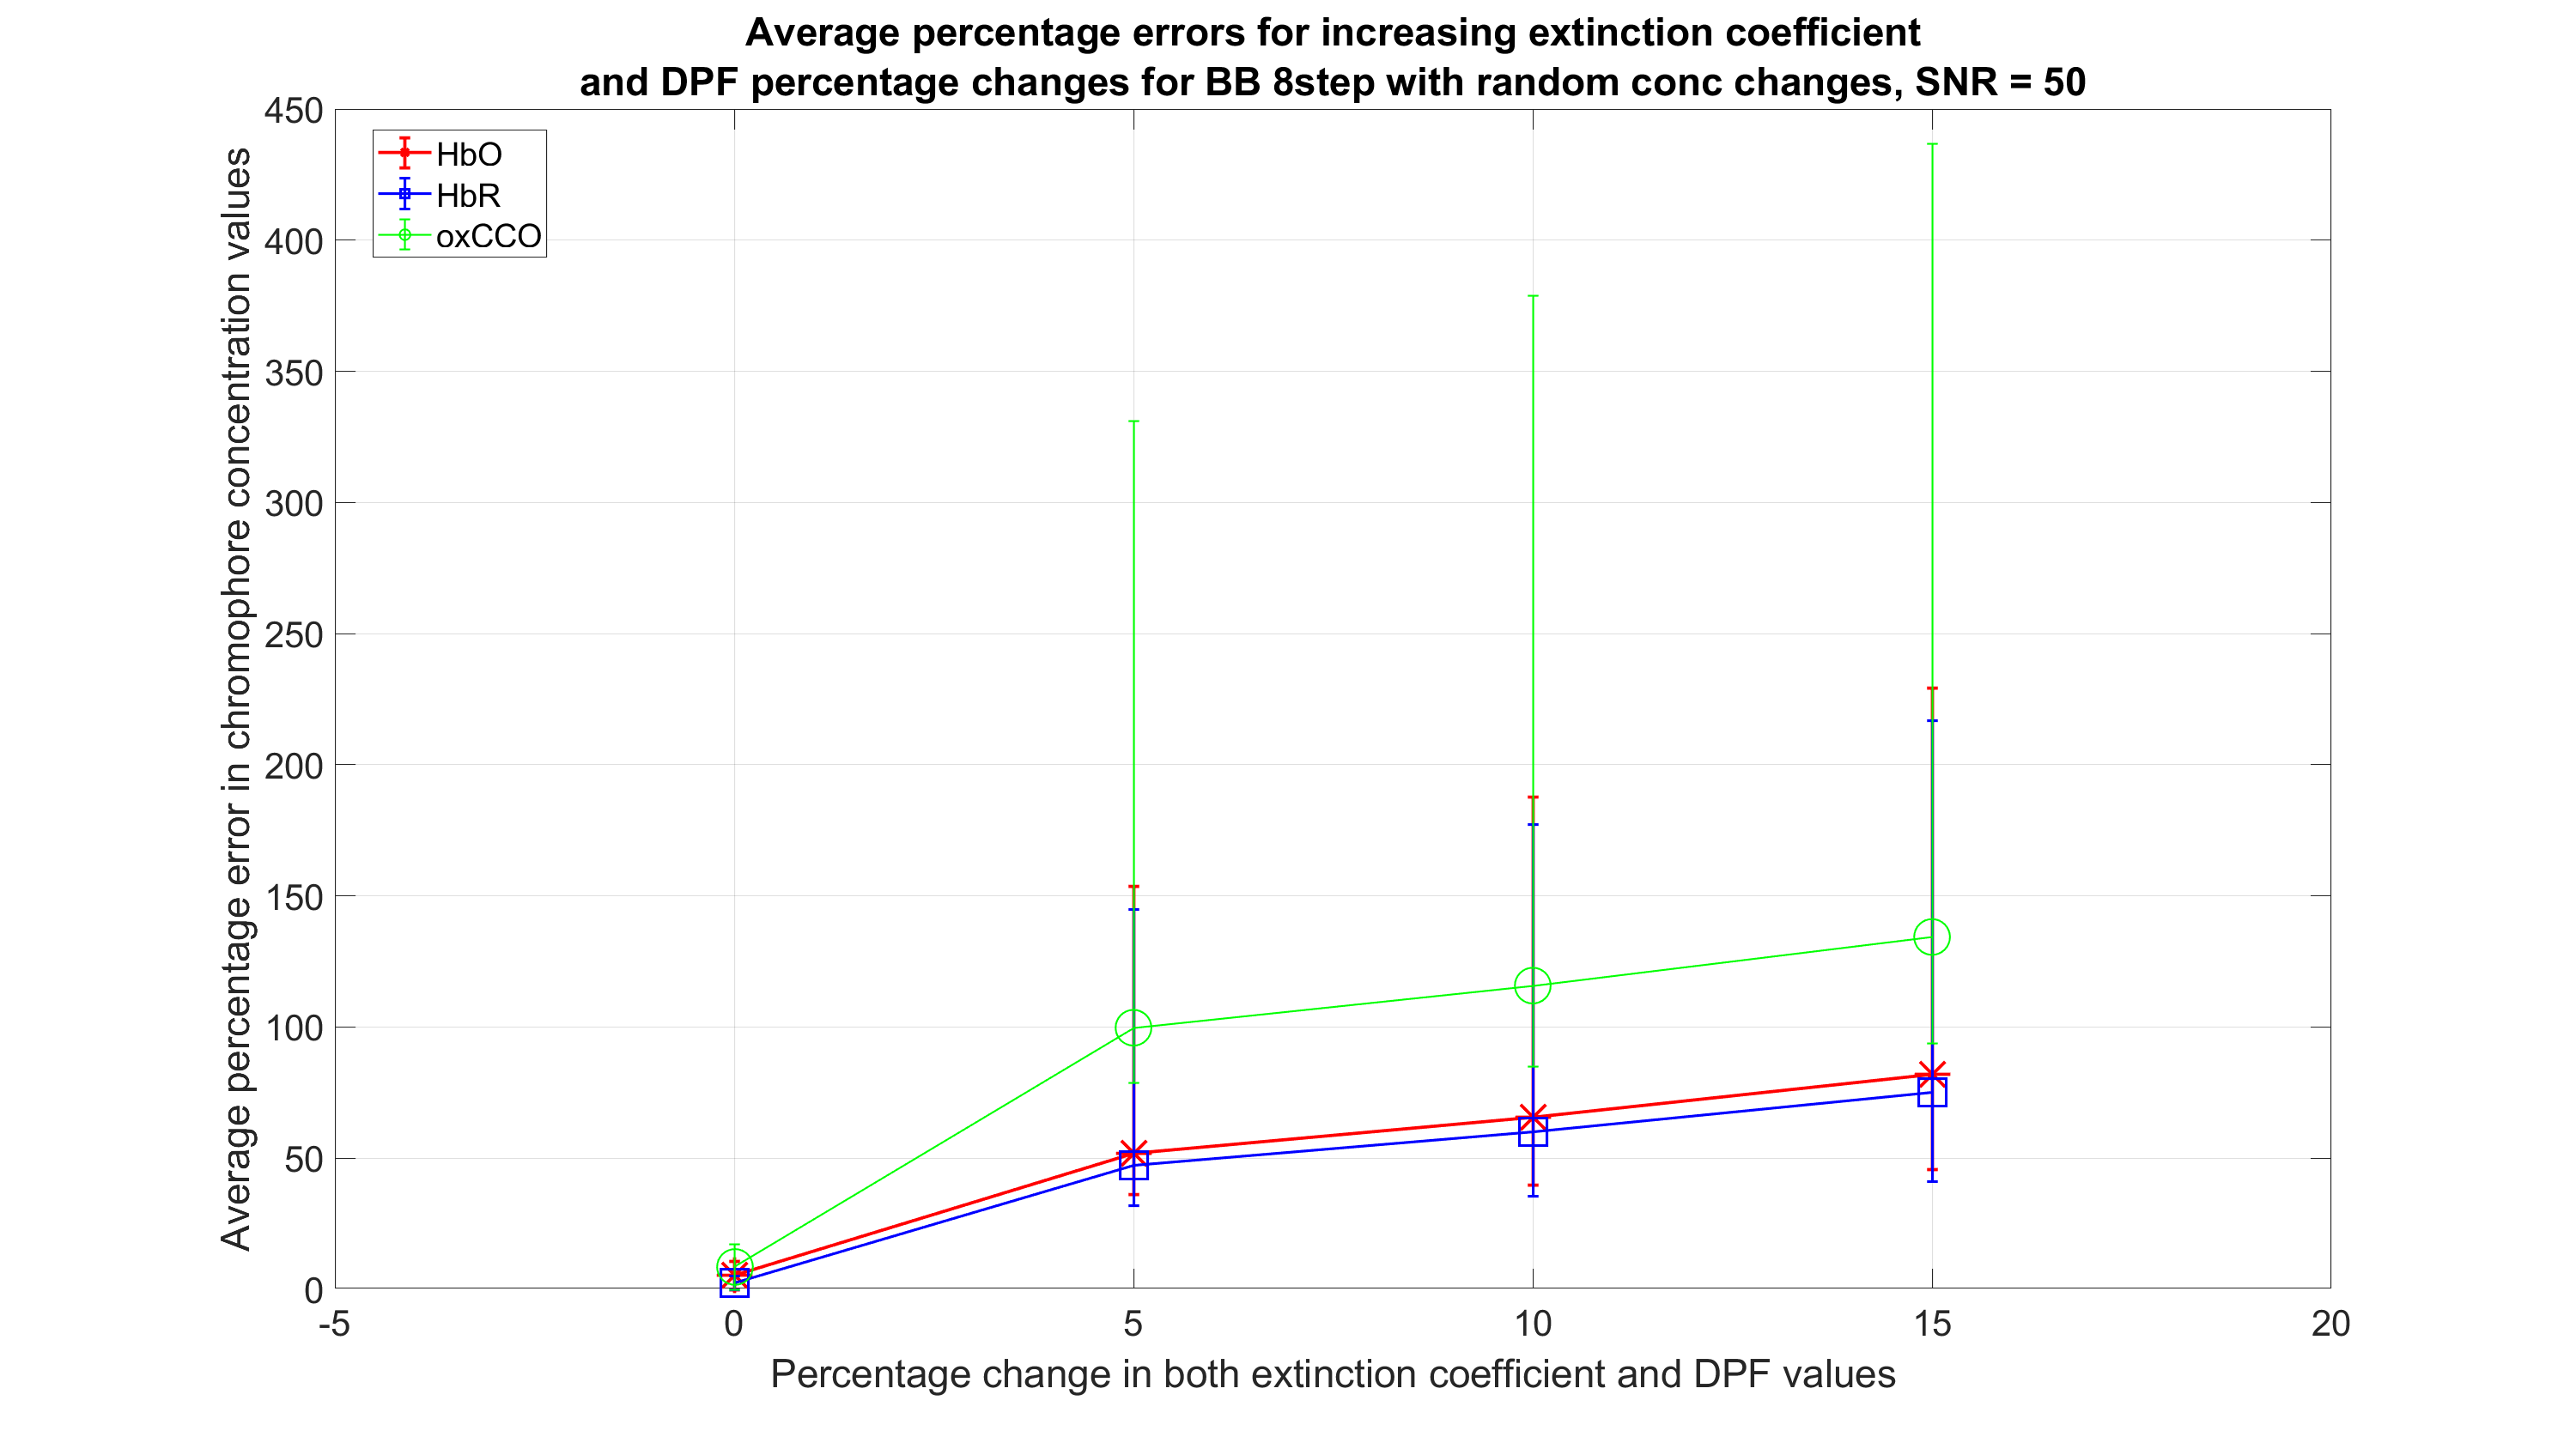 Average percentage errors for increasing extinction coefficient
and DPF percentage changes for BB 8step with random conc changes, SNR = 50
Average percentage error in chromophore concentration values
450
400
350
300
250
200
150
100
50
0
HbO
HbR
oxCCO
-5
0
5
10
15
20
Percentage change in both extinction coefficient and DPF values